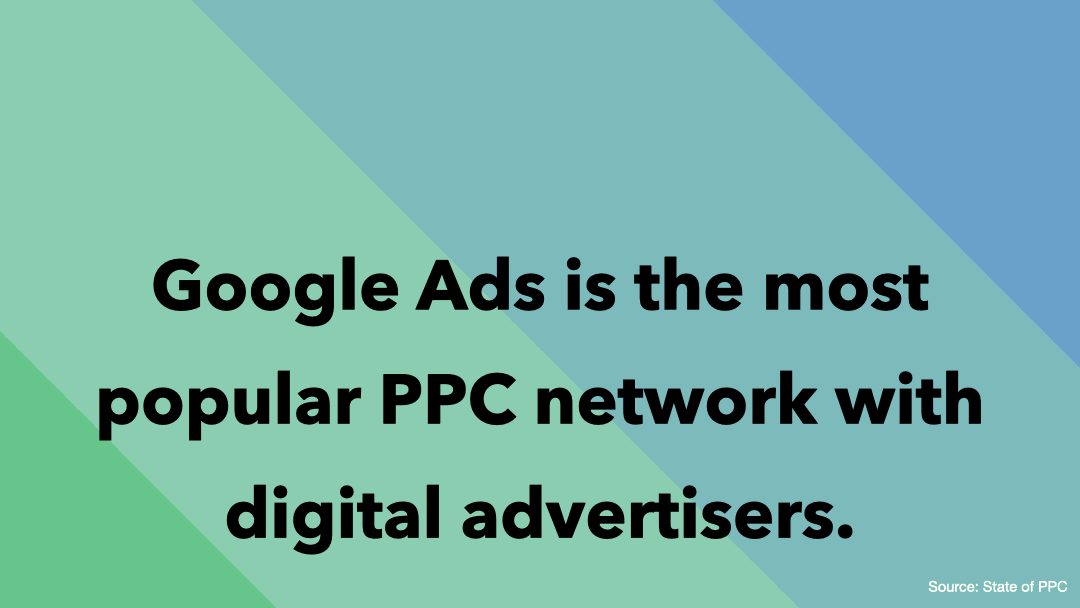 Google Ads is the most
popular PPC network with
digital advertisers.
Source: State of PPC